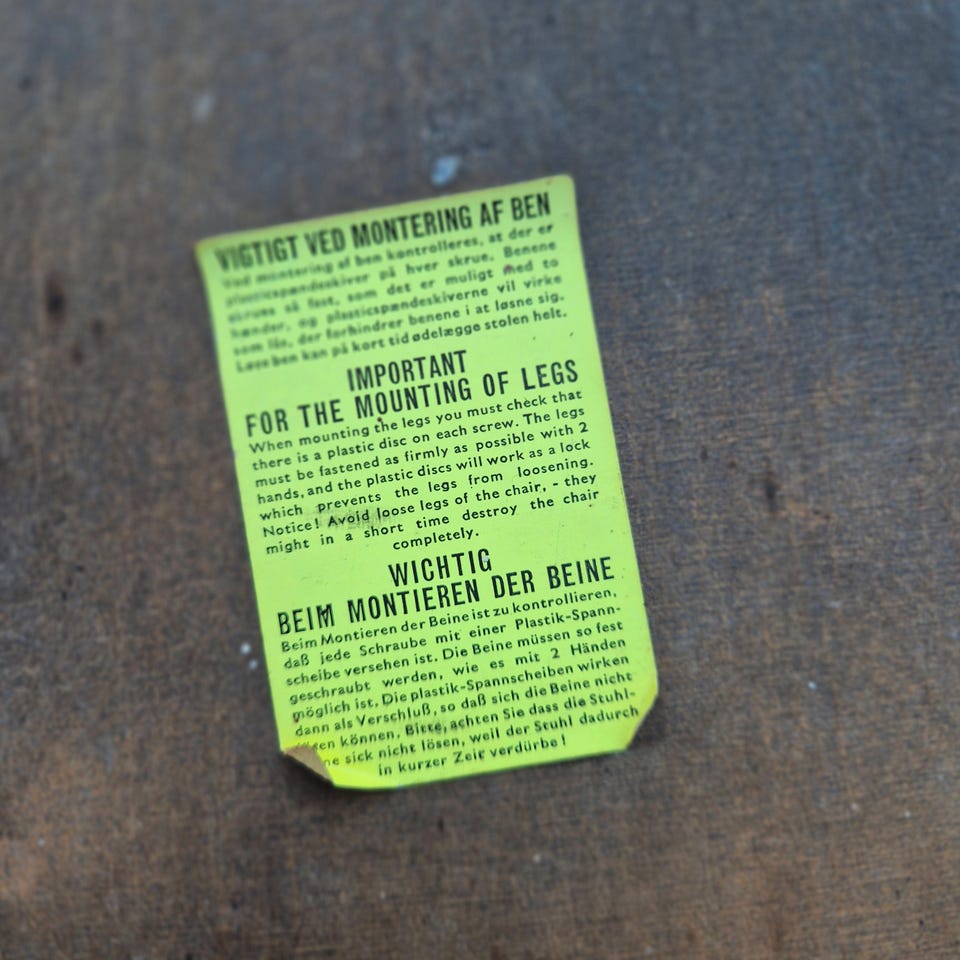 VIGTIGT VED MONTERING AF BEN
Ved montering af ben kontrolleres, at der er
plasticspændeskiver på hver skrue. Benene
skrues så fast, som det er muligt med to
hænder, og plasticspændeskiverne vil virke
som lås, der forhindrer benene i at løsne sig.
Løse ben kan på kort tid ødelægge stolen helt.
IMPORTANT
FOR THE MOUNTING OF LEGS
When mounting the legs you must check that
there is a plastic disc on each screw. The legs
must be fastened as firmly as possible with 2
hands, and the plastic discs will work as a lock
which prevents the legs from loosening.
Notice! Avoid loose legs of the chair, - they
might in a short time destroy the chair
completely.
WICHTIG
BEIM MONTIEREN DER BEINE
Beim Montieren der Beine ist zu kontrollieren,
daß jede Schraube mit einer Plastik-Spann-
scheibe versehen ist. Die Beine müssen so fest
geschraubt werden, wie es mit 2 Händen
möglich ist. Die plastik-Spannscheiben wirken
dann als Verschluß, so daß sich die Beine nicht
können, Bitte, achten Sie dass die Stuhl-
sick nicht lösen, weil der Stuhl dadurch
in kurzer Zeit verdürbe!